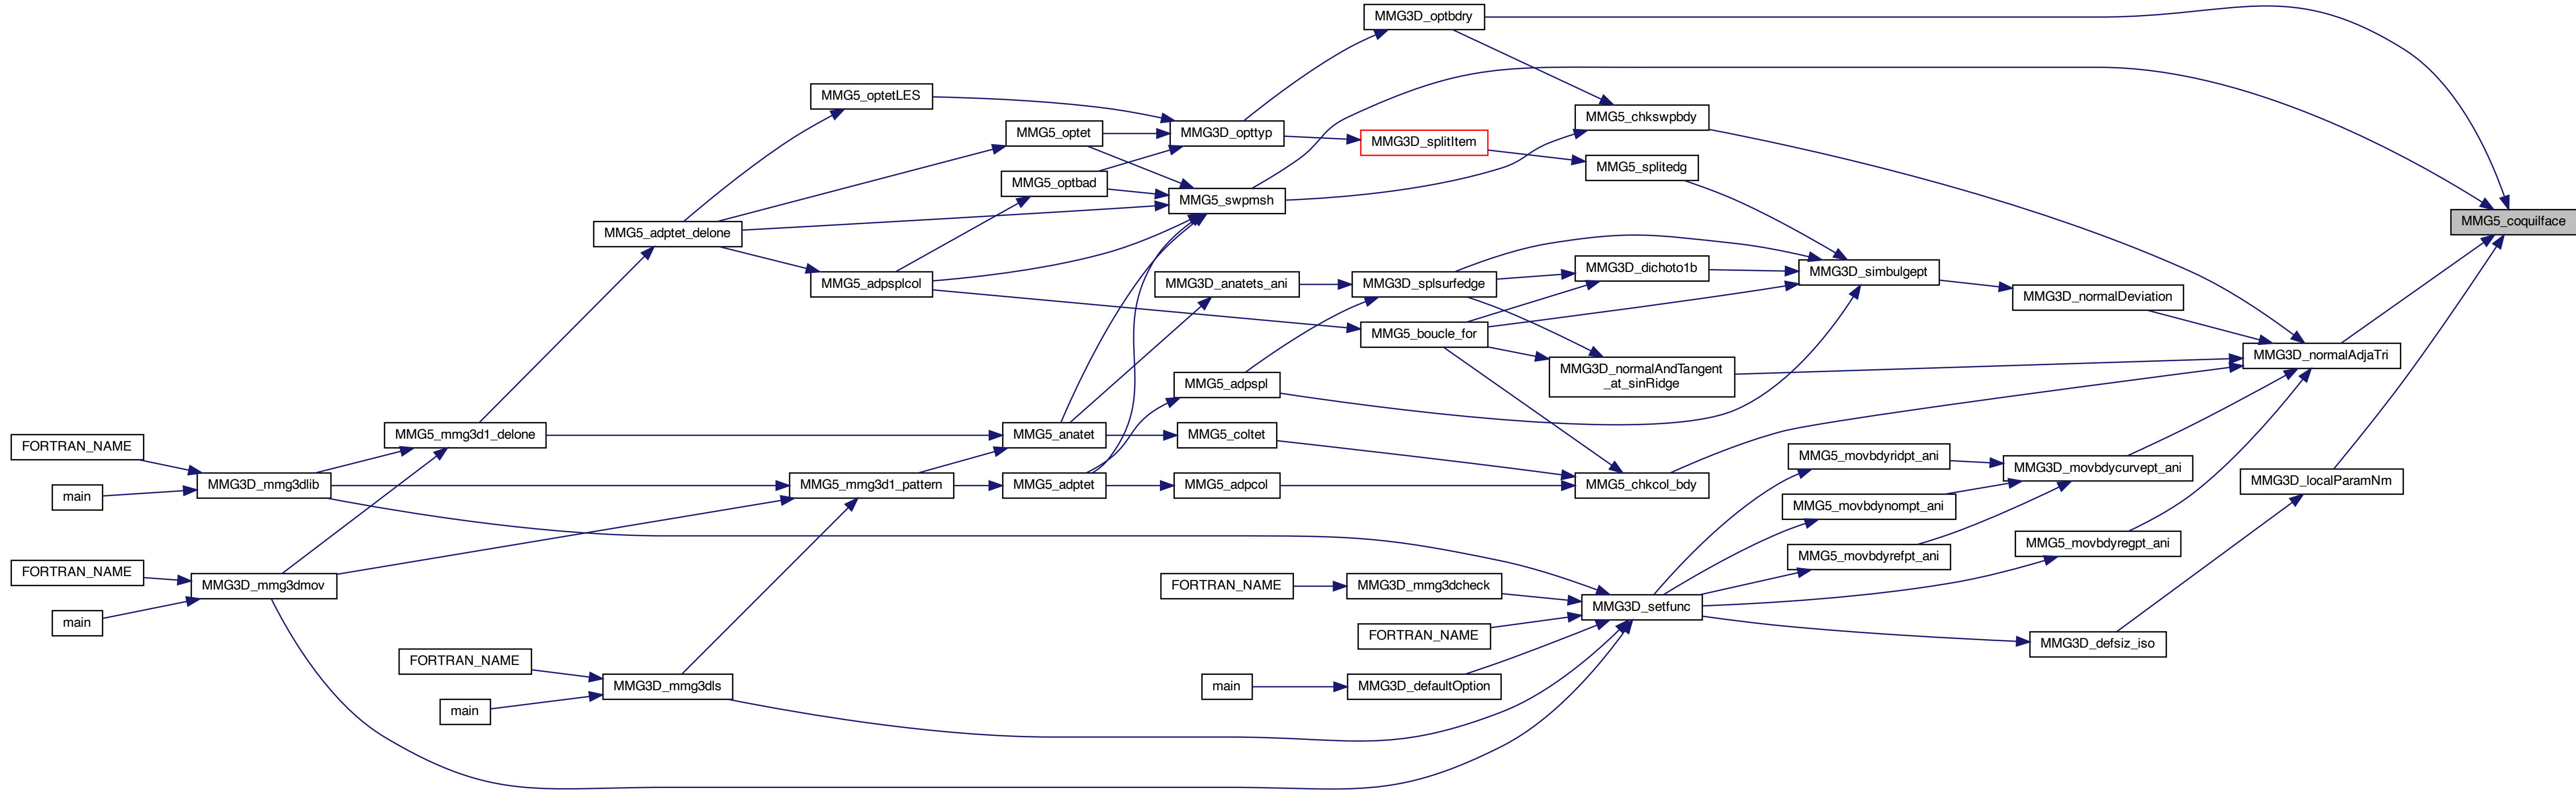 MMG3D_optbdry
MMG5_optetLES
MMG5_chkswpbdy
MMG5_optet
MMG3D_opttyp
MMG3D_splitItem
MMG5_splitedg
MMG5_optbad
MMG5_swpmsh
MMG5_coquilface
MMG5_adptet_delone
MMG3D_dichoto1b
MMG3D_simbulgept
MMG5_adpsplcol
MMG3D_anatets_ani
MMG3D_splsurfedge
MMG3D_normalDeviation
MMG5_boucle_for
MMG3D_normalAdjaTri
MMG3D_normalAndTangent
_at_sinRidge
MMG5_adpspl
MMG5_mmg3d1_delone
MMG5_anatet
MMG5_coltet
FORTRAN_NAME
MMG5_movbdyridpt_ani
MMG3D_movbdycurvept_ani
main
MMG3D_mmg3dlib
MMG5_mmg3d1_pattern
MMG5_adptet
MMG5_adpcol
MMG5_chkcol_bdy
MMG3D_localParamNm
MMG5_movbdynompt_ani
MMG5_movbdyregpt_ani
MMG5_movbdyrefpt_ani
FORTRAN_NAME
MMG3D_mmg3dmov
FORTRAN_NAME
MMG3D_mmg3dcheck
MMG3D_setfunc
main
FORTRAN_NAME
MMG3D_defsiz_iso
FORTRAN_NAME
MMG3D_mmg3dls
main
MMG3D_defaultOption
main